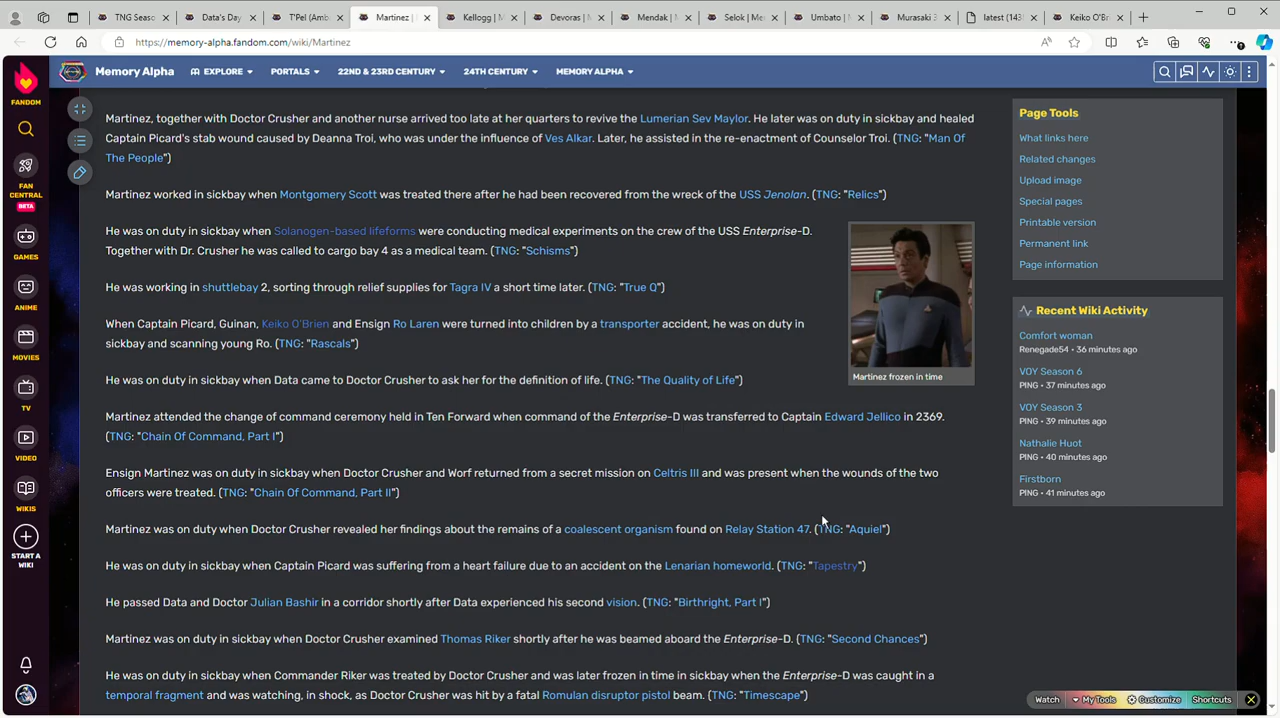 TNG Seaso
Data's Day
T'Pel (Amb
Martinez |
Kellogg | M
Devoras | M
Mendak | M
Selok | Me
Umbato | M
Murasaki 3
latest (143
Keiko O'Br
https://memory-alpha.fandom.com/wiki/Martinez
FANDOM
Memory Alpha
EXPLORE
PORTALS
22ND & 23RD CENTURY
24TH CENTURY
MEMORY ALPHA
FAN CENTRAL
BETA
GAMES
ANIME
MOVIES
TV
VIDEO
WIKIS
START A WIKI
Martinez, together with Doctor Crusher and another nurse arrived too late at her quarters to revive the Lumerian Sev Maylor. He later was on duty in sickbay and healed
Captain Picard's stab wound caused by Deanna Troi, who was under the influence of Ves Alkar. Later, he assisted in the re-enactment of Counselor Troi. (TNG: "Man Of
The People")
Martinez worked in sickbay when Montgomery Scott was treated there after he had been recovered from the wreck of the USS Jenolan. (TNG: "Relics")
He was on duty in sickbay when Solanogen-based lifeforms were conducting medical experiments on the crew of the USS Enterprise-D.
Together with Dr. Crusher he was called to cargo bay 4 as a medical team. (TNG: "Schisms")
He was working in shuttlebay 2, sorting through relief supplies for Tagra IV a short time later. (TNG: "True Q")
When Captain Picard, Guinan, Keiko O'Brien and Ensign Ro Laren were turned into children by a transporter accident, he was on duty in
sickbay and scanning young Ro. (TNG: "Rascals")
Martinez frozen in time
He was on duty in sickbay when Data came to Doctor Crusher to ask her for the definition of life. (TNG: "The Quality of Life")
Martinez attended the change of command ceremony held in Ten Forward when command of the Enterprise-D was transferred to Captain Edward Jellico in 2369.
(TNG: "Chain Of Command, Part I")
Ensign Martinez was on duty in sickbay when Doctor Crusher and Worf returned from a secret mission on Celtris III and was present when the wounds of the two
officers were treated. (TNG: "Chain Of Command, Part II")
Martinez was on duty when Doctor Crusher revealed her findings about the remains of a coalescent organism found on Relay Station 47. (TNG: "Aquiel")
He was on duty in sickbay when Captain Picard was suffering from a heart failure due to an accident on the Lenarian homeworld. (TNG: "Tapestry")
He passed Data and Doctor Julian Bashir in a corridor shortly after Data experienced his second vision. (TNG: "Birthright, Part I")
Martinez was on duty in sickbay when Doctor Crusher examined Thomas Riker shortly after he was beamed aboard the Enterprise-D. (TNG: "Second Chances")
He was on duty in sickbay when Commander Riker was treated by Doctor Crusher and was later frozen in time in sickbay when the Enterprise-D was caught in a
temporal fragment and was watching, in shock, as Doctor Crusher was hit by a fatal Romulan disruptor pistol beam. (TNG: "Timescape")
Page Tools
What links here
Related changes
Upload image
Special pages
Printable version
Permanent link
Page information
Recent Wiki Activity
Comfort woman
Renegade54 • 36 minutes ago
VOY Season 6
PING • 37 minutes ago
VOY Season 3
PING • 39 minutes ago
Nathalie Huot
PING • 40 minutes ago
Firstborn
PING • 41 minutes ago
Watch
My Tools
Customize
Shortcuts